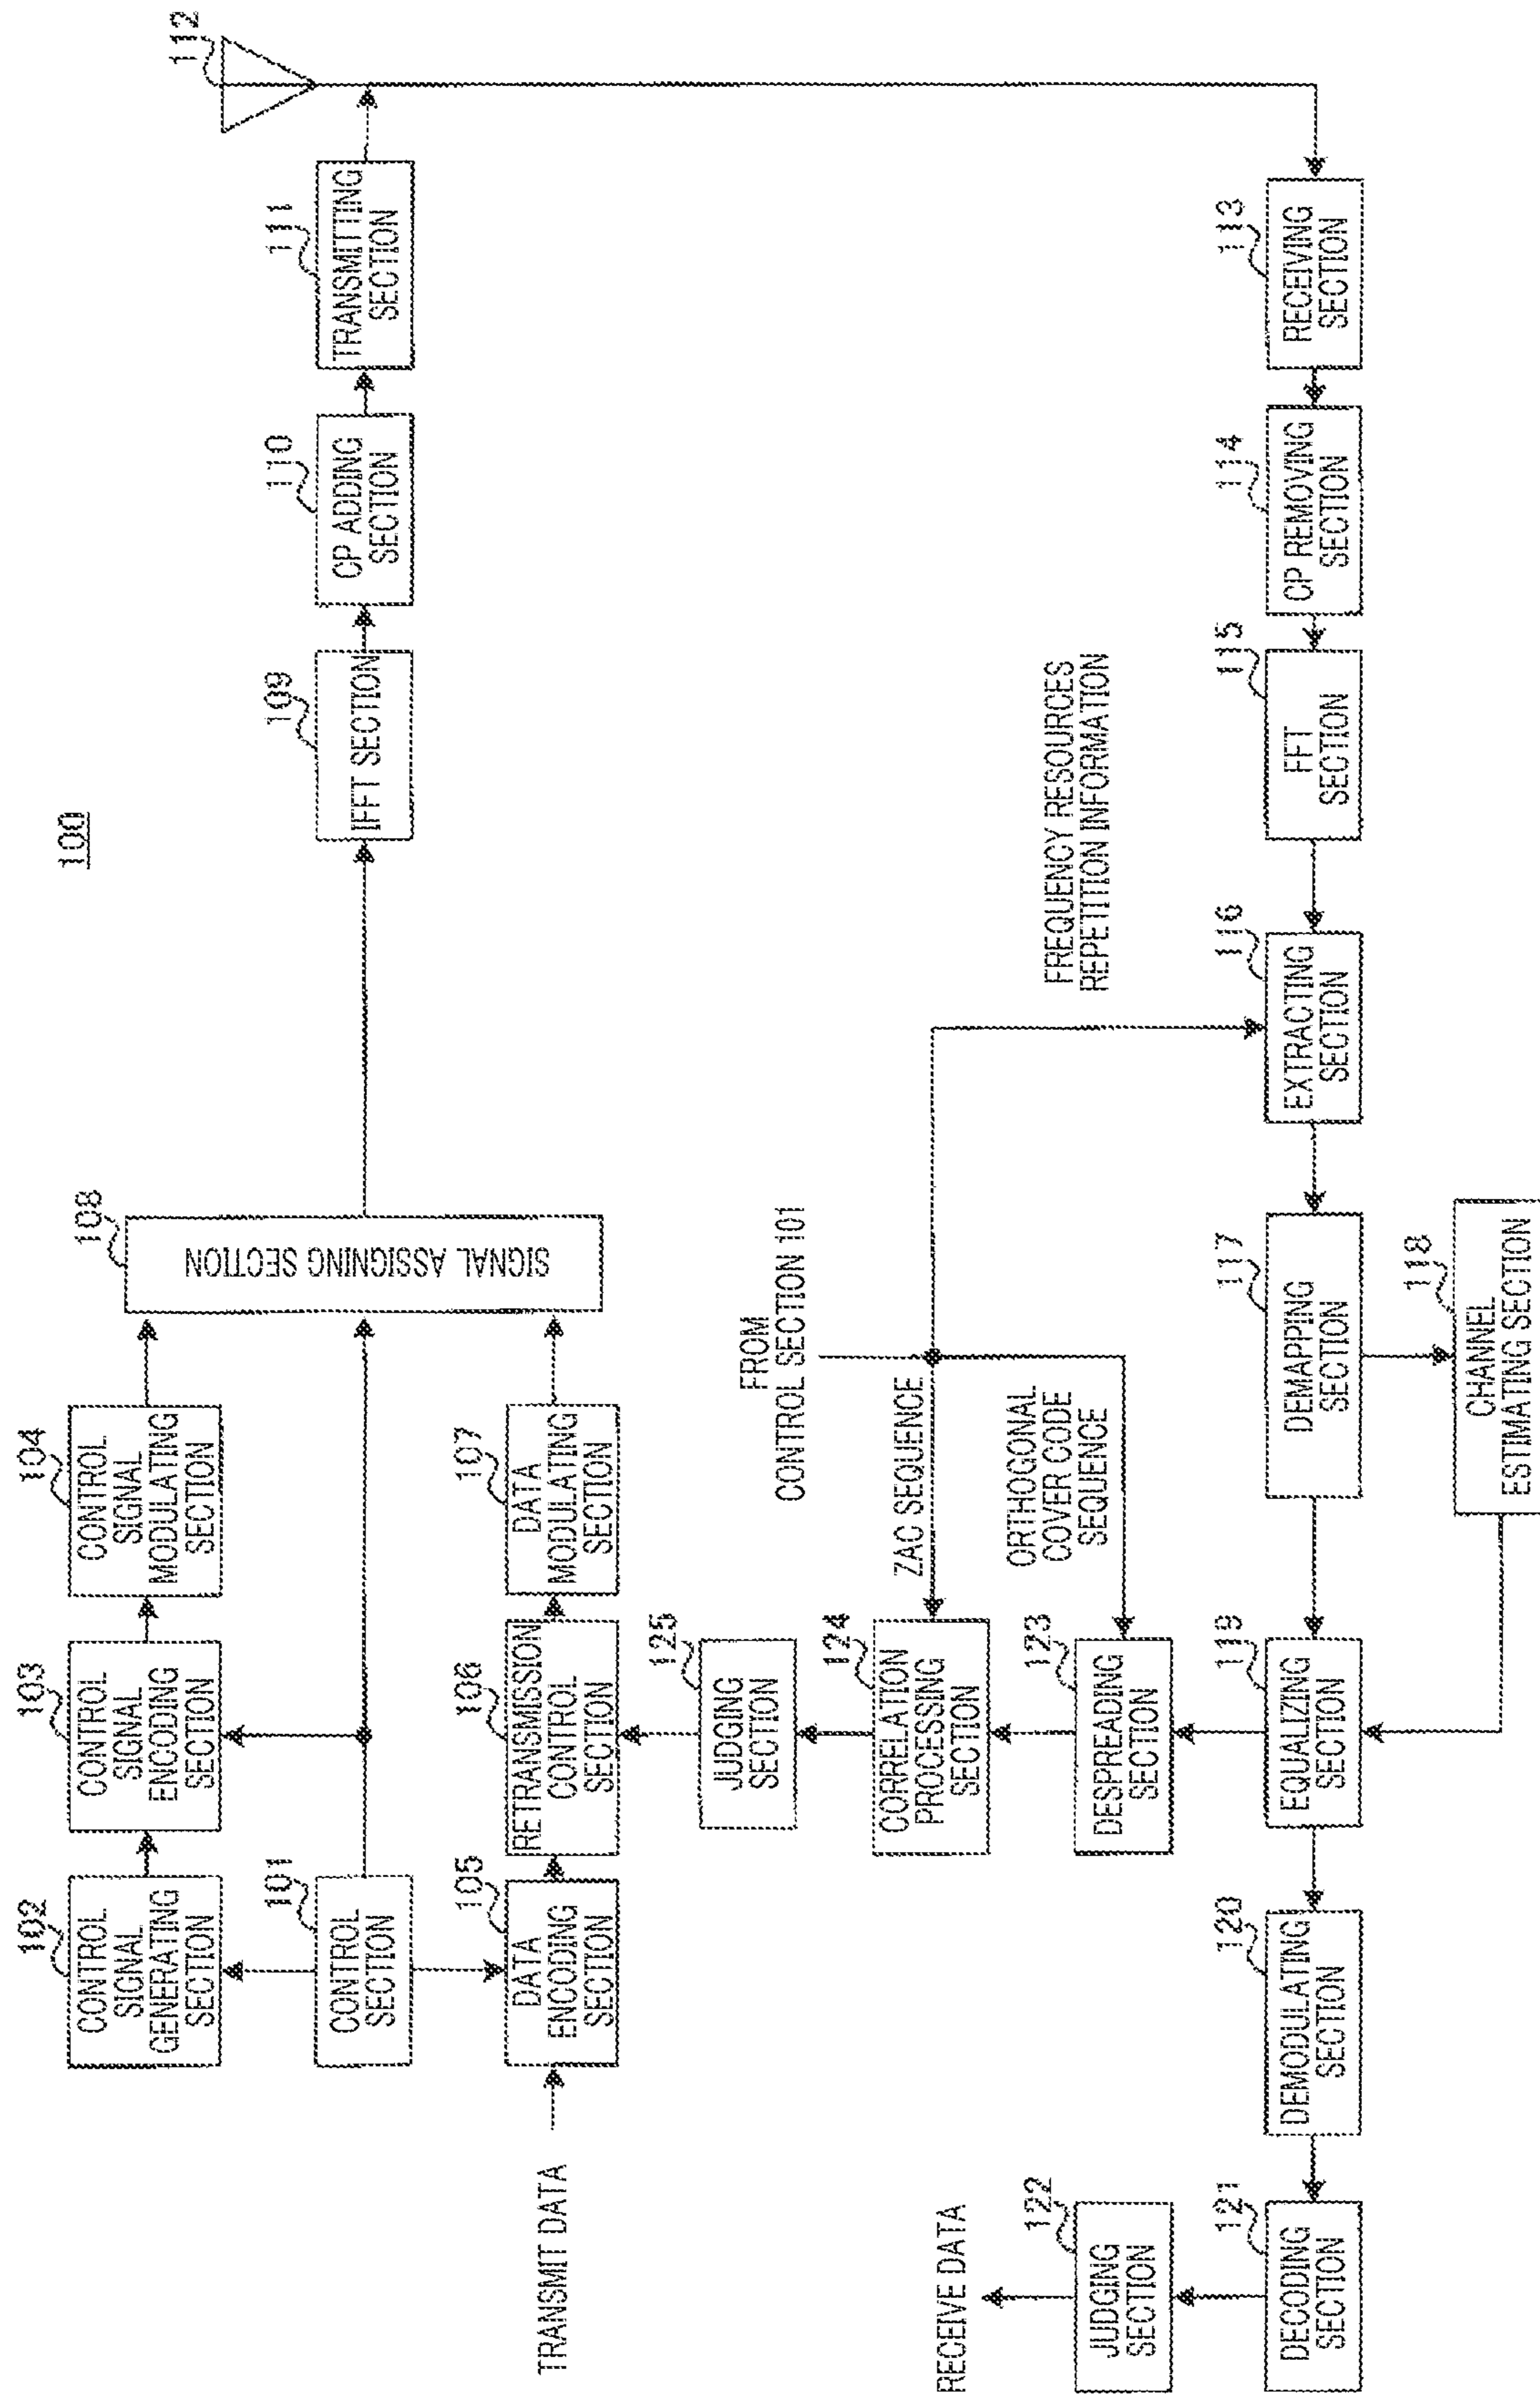 100
102
CONTROL
SIGNAL
GENERATING
SECTION
103
CONTROL
SIGNAL
ENCODING
SECTION
104
CONTROL
SIGNAL
MODULATING
SECTION
101
CONTROL
SECTION
108
SIGNAL ASSIGNING SECTION
109
IFFT SECTION
110
CP ADDING
SECTION
111
TRANSMITTING
SECTION
112
TRANSMIT DATA
105
DATA
ENCODING
SECTION
106
RETRANSMISSION
CONTROL
SECTION
107
DATA
MODULATING
SECTION
125
JUDGING
SECTION
FROM
CONTROL SECTION 101
124
CORRELATION
PROCESSING
SECTION
ZAC SEQUENCE
123
DESPREADING
SECTION
ORTHOGONAL
COVER CODE
SEQUENCE
FREQUENCY RESOURCES
REPETITION INFORMATION
RECEIVE DATA
122
JUDGING
SECTION
121
DECODING
SECTION
120
DEMODULATING
SECTION
119
EQUALIZING
SECTION
117
DEMAPPING
SECTION
116
EXTRACTING
SECTION
115
FFT
SECTION
114
CP REMOVING
SECTION
113
RECEIVING
SECTION
118
CHANNEL
ESTIMATING SECTION